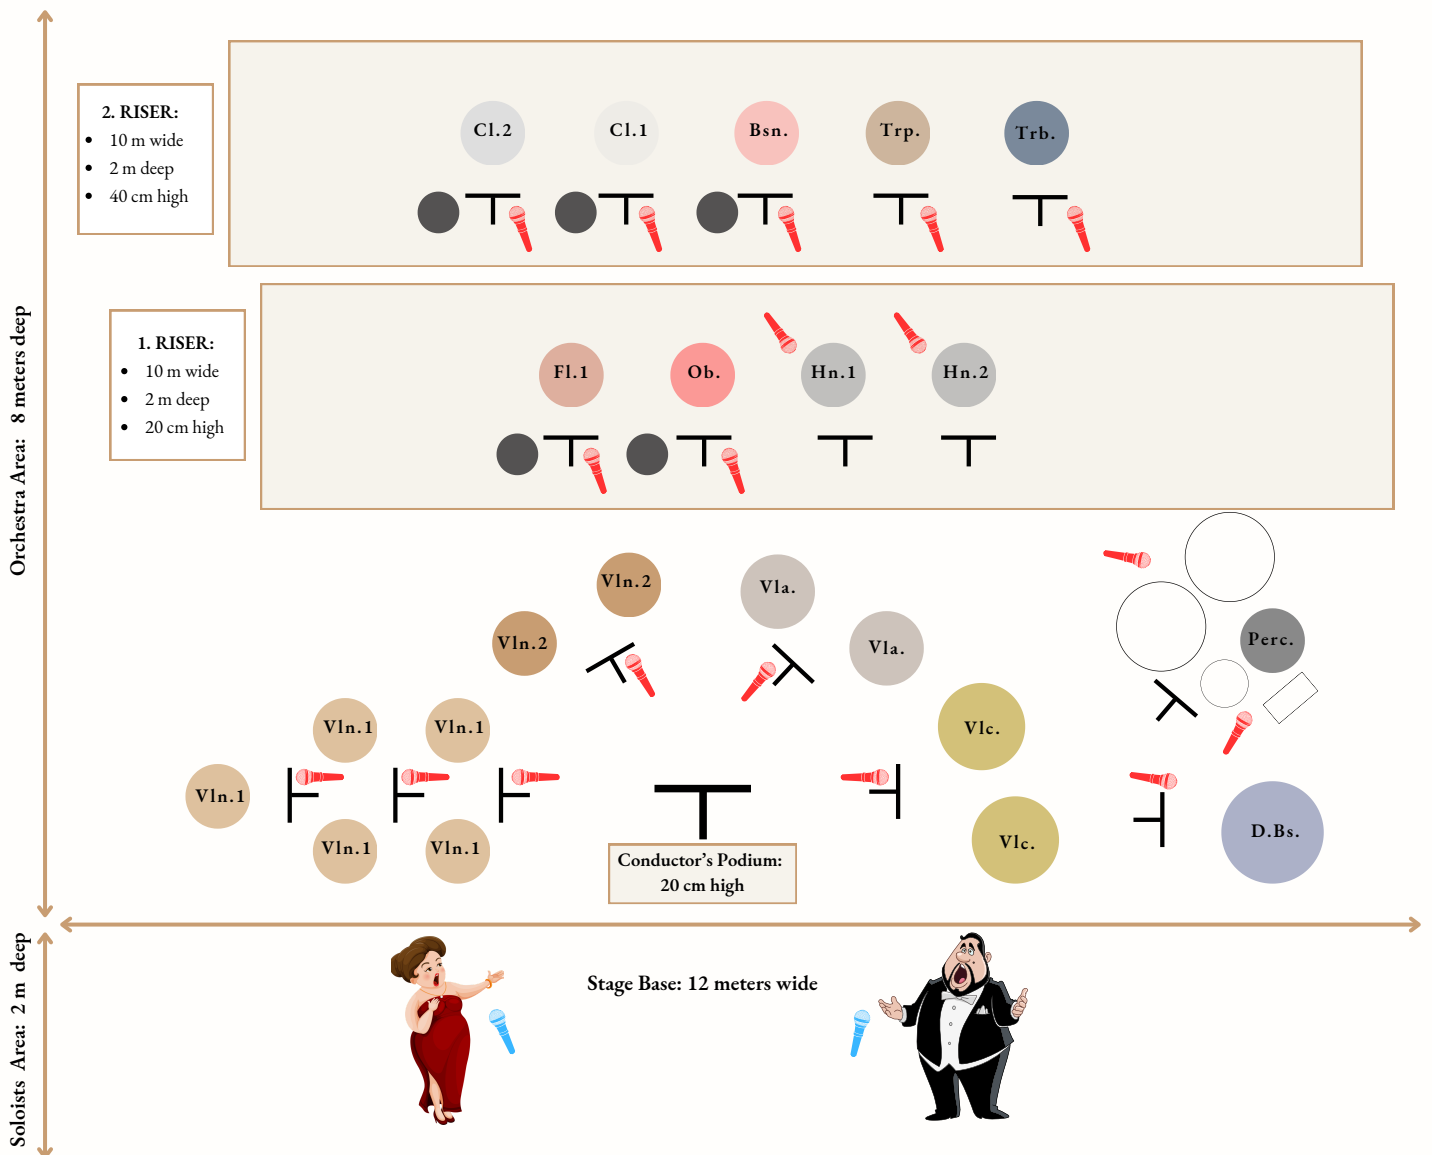 2. RISER:
10 m wide
2 m deep
40 cm high
Cl.2
Cl.1
Bsn.
Trp.
Trb.
1. RISER:
10 m wide
2 m deep
20 cm high
Fl.1
Ob.
Hn.1
Hn.2
Orchestra Area: 8 meters deep
Vln.2
Vla.
Vln.2
Vla.
Perc.
Vln.1
Vln.1
Vlc.
Vln.1
Vln.1
Vln.1
Vlc.
D.Bs.
Conductor’s Podium:
20 cm high
Soloists Area: 2 m deep
Stage Base: 12 meters wide